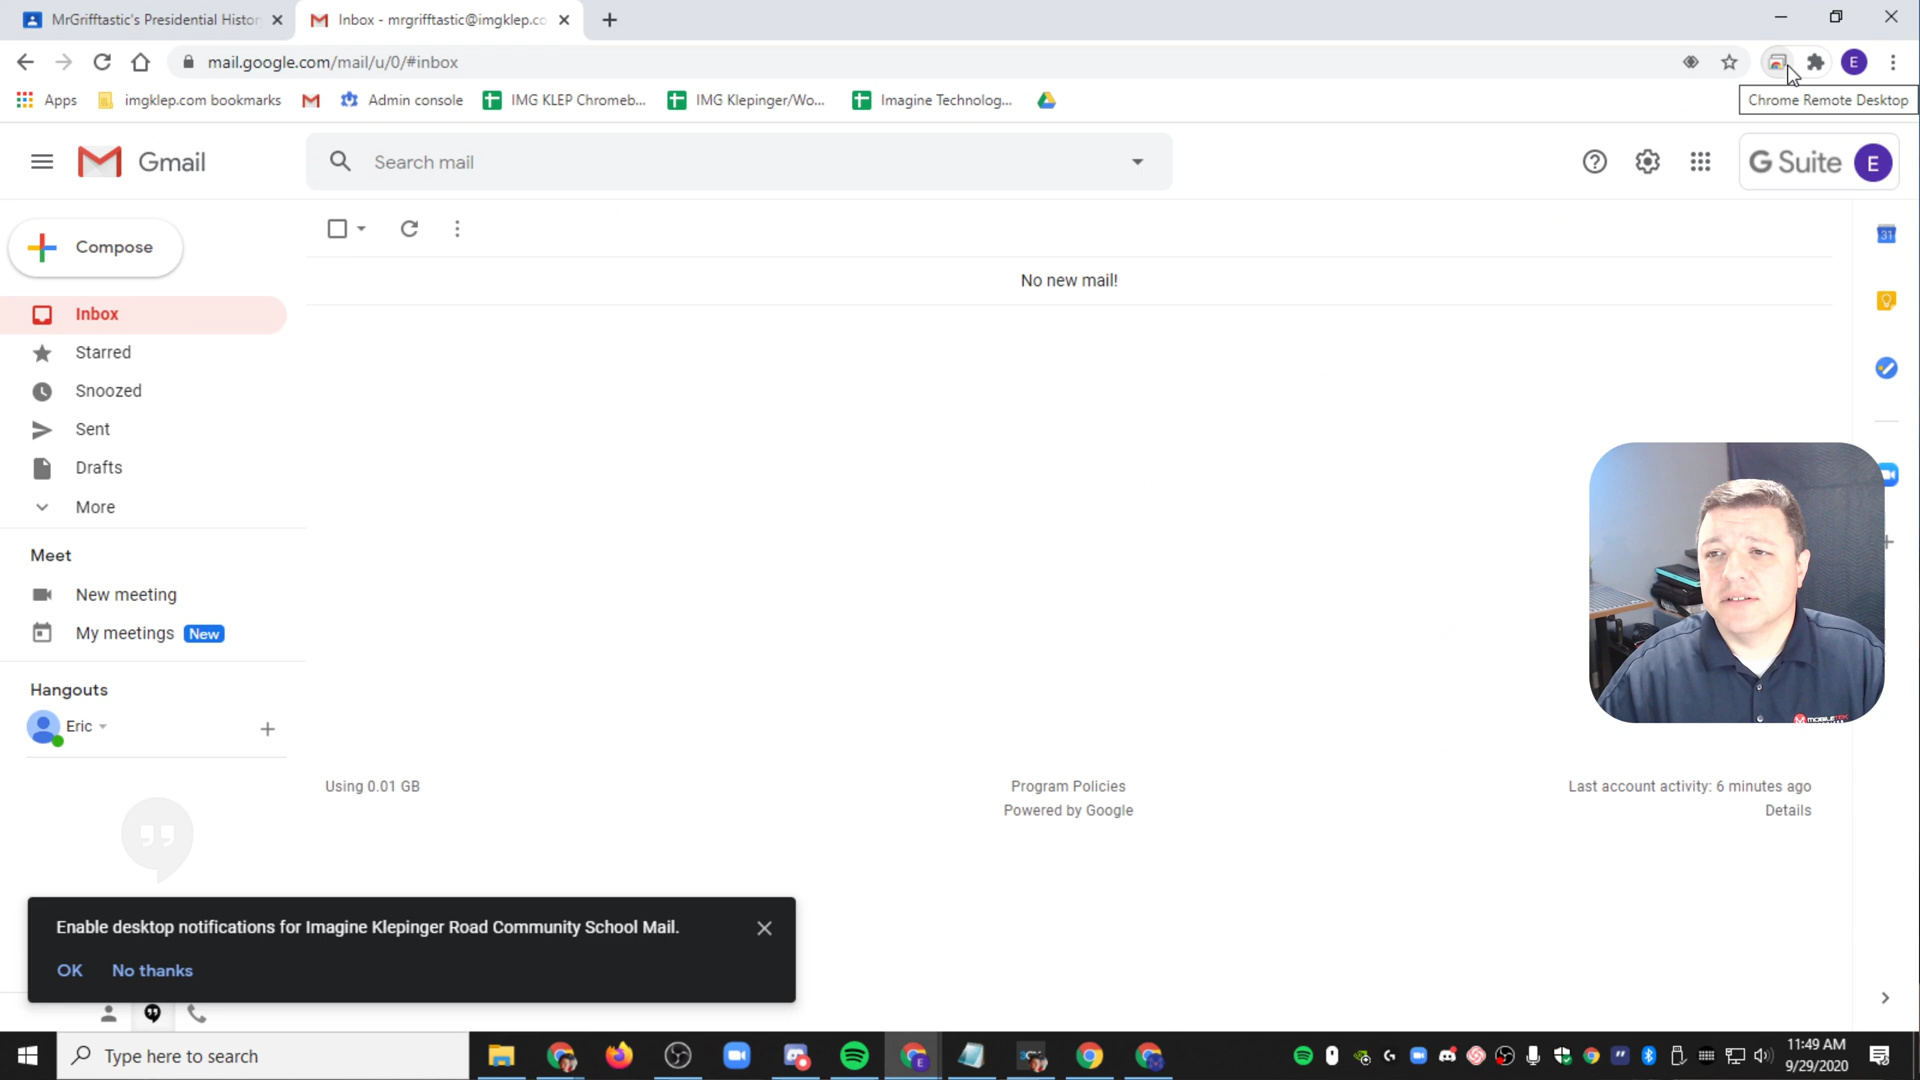 MrGrifftastic's Presidential Histor
Inbox - mrgrifftastic@imgklep.co
mail.google.com/mail/u/0/#inbox
E
Apps
imgklep.com bookmarks
Admin console
IMG KLEP Chromeb...
IMG Klepinger/Wo...
Imagine Technolog...
Chrome Remote Desktop
Gmail
Search mail
G Suite
E
Compose
31
No new mail!
Inbox
Starred
Snoozed
Sent
Drafts
More
Meet
New meeting
My meetings New
Hangouts
Eric
Using 0.01 GB
Program Policies
Powered by Google
Last account activity: 6 minutes ago
Details
Enable desktop notifications for Imagine Klepinger Road Community School Mail.
OK
No thanks
Type here to search
11:49 AM
9/29/2020